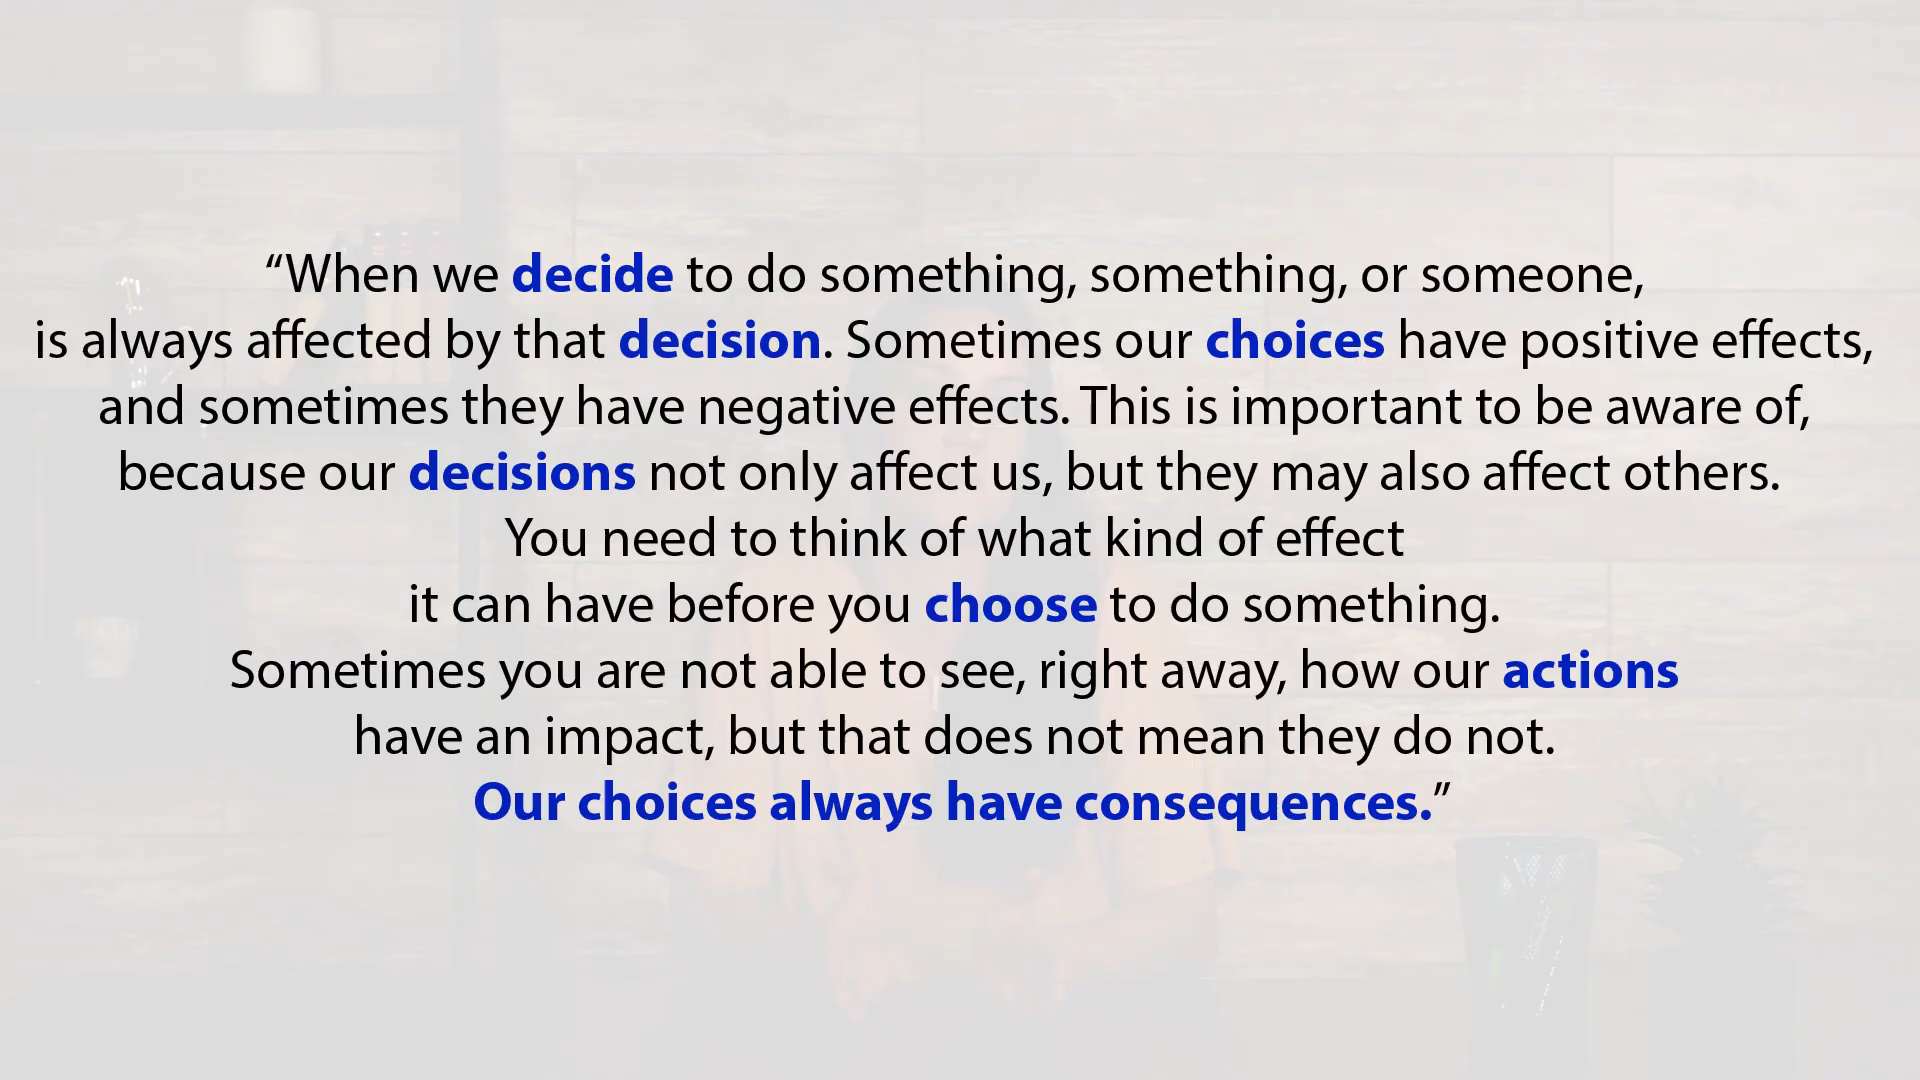 “When we decide to do something, something, or someone,
is always affected by that decision. Sometimes our choices have positive effects,
and sometimes they have negative effects. This is important to be aware of,
because our decisions not only affect us, but they may also affect others.
You need to think of what kind of effect
it can have before you choose to do something.
Sometimes you are not able to see, right away, how our actions
have an impact, but that does not mean they do not.
Our choices always have consequences.”